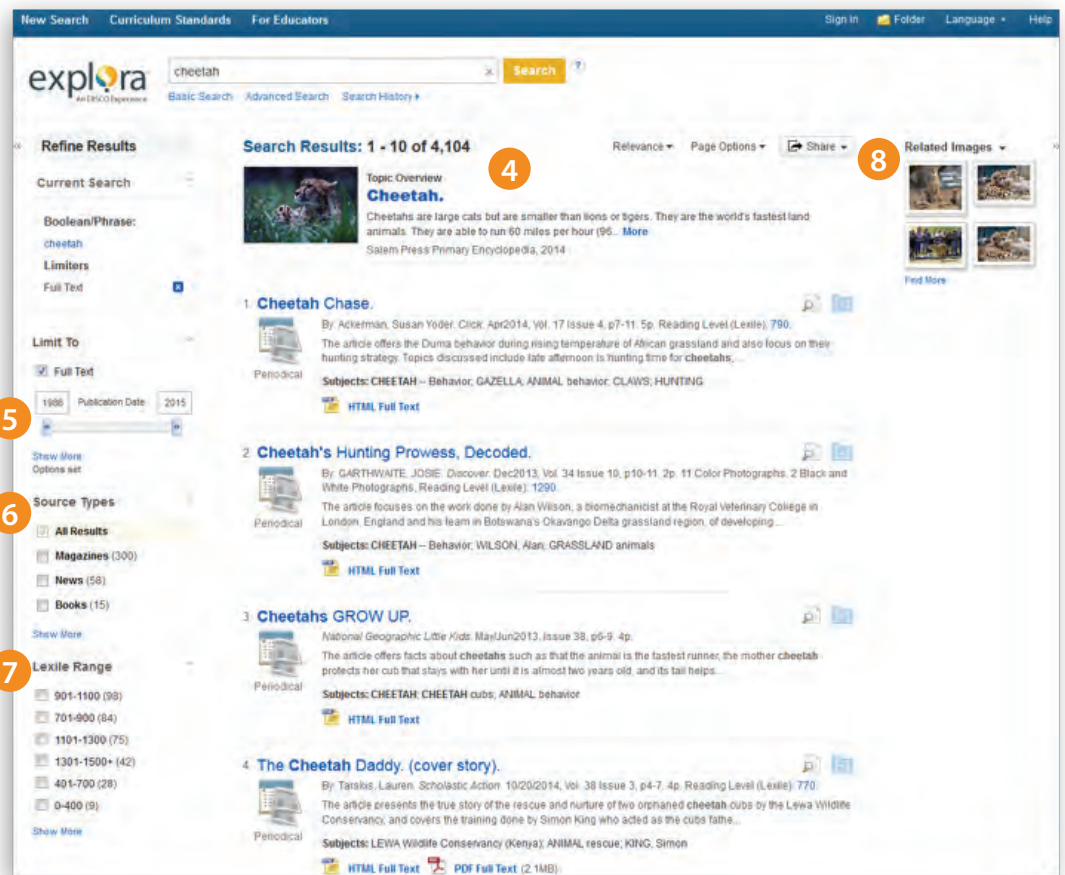 New Search Curriculum Standards For Educators Sign In Folder Language Help
explora
An EBSCO Experience
cheetah
× Search ?
Basic Search Advanced Search Search History
« Refine Results
Current Search
Boolean/Phrase:
cheetah
Limiters
Full Text
Limit To
Full Text
1986 Publication Date 2015
5
Show More
Options set
6
Source Types
All Results
Magazines (300)
News (58)
Books (15)
Show More
7
Lexile Range
901-1100 (98)
701-900 (84)
1101-1300 (75)
1301-1500+ (42)
401-700 (28)
0-400 (9)
Show More
Search Results: 1 - 10 of 4,104
4
Relevance Page Options Share
Topic Overview
Cheetah.
Cheetahs are large cats but are smaller than lions or tigers. They are the world's fastest land
animals. They are able to run 60 miles per hour (96... More
Salem Press Primary Encyclopedia, 2014
1. Cheetah Chase.
By: Ackerman, Susan Yoder. Click. Apr2014, Vol. 17 Issue 4, p7-11. 5p. Reading Level (Lexile): 790.
The article offers the Duma behavior during rising temperature of African grassland and also focus on their
hunting strategy. Topics discussed include late afternoon is hunting time for cheetahs,...
Periodical
Subjects: CHEETAH -- Behavior; GAZELLA; ANIMAL behavior; CLAWS; HUNTING
HTML Full Text
2. Cheetah's Hunting Prowess, Decoded.
By: GARTHWAITE, JOSIE. Discover. Dec2013, Vol. 34 Issue 10, p10-11. 2p. 11 Color Photographs, 2 Black and
White Photographs. Reading Level (Lexile): 1290.
The article focuses on the work done by Alan Wilson, a biomechanicist at the Royal Veterinary College in
London, England and his team in Botswana's Okavango Delta grassland region, of developing...
Periodical
Subjects: CHEETAH -- Behavior; WILSON, Alan; GRASSLAND animals
HTML Full Text
3. Cheetahs GROW UP.
National Geographic Little Kids. May/Jun2013, Issue 38, p6-9. 4p.
The article offers facts about cheetahs such as that the animal is the fastest runner, the mother cheetah
protects her cub that stays with her until it is almost two years old, and its tail helps...
Periodical
Subjects: CHEETAH; CHEETAH cubs; ANIMAL behavior
HTML Full Text
4. The Cheetah Daddy. (cover story).
By: Tarshis, Lauren. Scholastic Action. 10/20/2014, Vol. 38 Issue 3, p4-7. 4p. Reading Level (Lexile): 770.
The article presents the true story of the rescue and nurture of two orphaned cheetah cubs by the Lewa Wildlife
Conservancy, and covers the training done by Simon King who acted as the cubs fathe...
Periodical
Subjects: LEWA Wildlife Conservancy (Kenya); ANIMAL rescue; KING, Simon
HTML Full Text PDF Full Text (2.1MB)
8
Related Images »
Find More